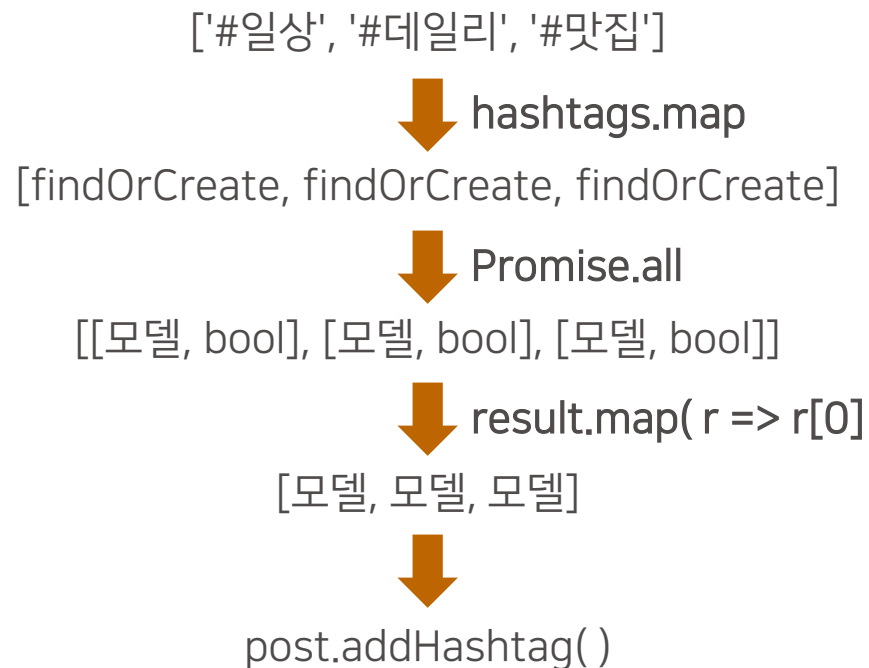 ['#일상', '#데일리', '#맛집']
hashtags.map
[findOrCreate, findOrCreate, findOrCreate]
Promise.all
[[모델, bool], [모델, bool], [모델, bool]]
result.map( r => r[0]
[모델, 모델, 모델]
post.addHashtag( )